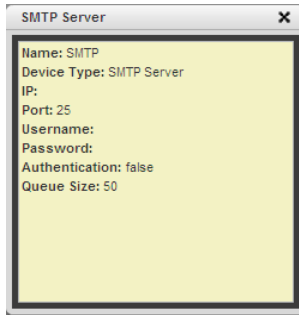 SMTP Server
Name: SMTP
Device Type: SMTP Server
IP:
Port: 25
Username:
Password:
Authentication: false
Queue Size: 50